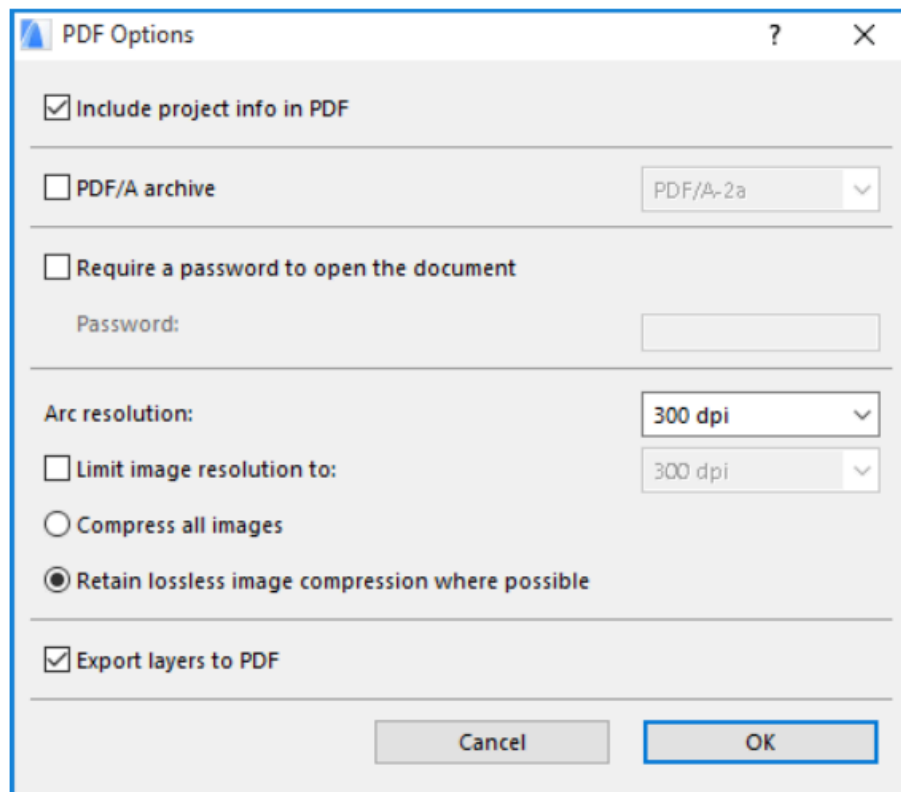 PDF Options ?
Include project info in PDF
PDF/A archive PDF/A-2a
Require a password to open the document
Password:
Arc resolution: 300 dpi
Limit image resolution to: 300 dpi
Compress all images
Retain lossless image compression where possible
Export layers to PDF
Cancel OK